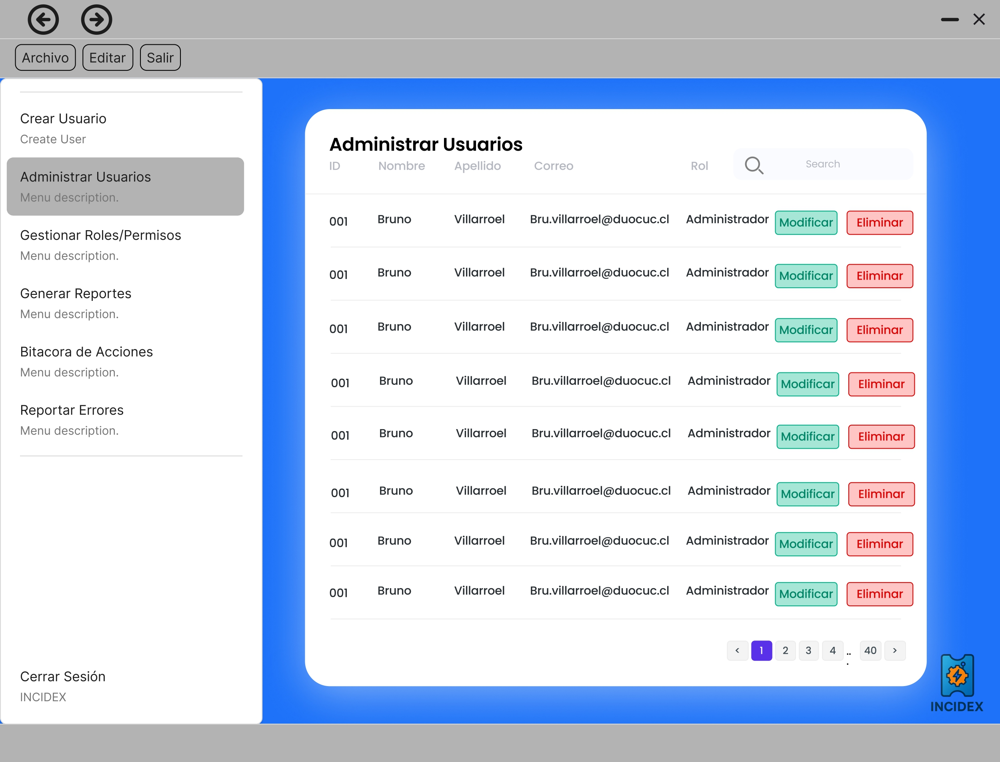 Archivo Editar Salir
Crear Usuario
Create User
Administrar Usuarios
Menu description.
Gestionar Roles/Permisos
Menu description.
Generar Reportes
Menu description.
Bitacora de Acciones
Menu description.
Reportar Errores
Menu description.
Cerrar Sesión
INCIDEX
Administrar Usuarios
ID Nombre Apellido Correo Rol Search
001 Bruno Villarroel Bru.villarroel@duocuc.cl Administrador Modificar Eliminar
001 Bruno Villarroel Bru.villarroel@duocuc.cl Administrador Modificar Eliminar
001 Bruno Villarroel Bru.villarroel@duocuc.cl Administrador Modificar Eliminar
001 Bruno Villarroel Bru.villarroel@duocuc.cl Administrador Modificar Eliminar
001 Bruno Villarroel Bru.villarroel@duocuc.cl Administrador Modificar Eliminar
001 Bruno Villarroel Bru.villarroel@duocuc.cl Administrador Modificar Eliminar
001 Bruno Villarroel Bru.villarroel@duocuc.cl Administrador Modificar Eliminar
001 Bruno Villarroel Bru.villarroel@duocuc.cl Administrador Modificar Eliminar
< 1 2 3 4 ... 40 >
INCIDEX